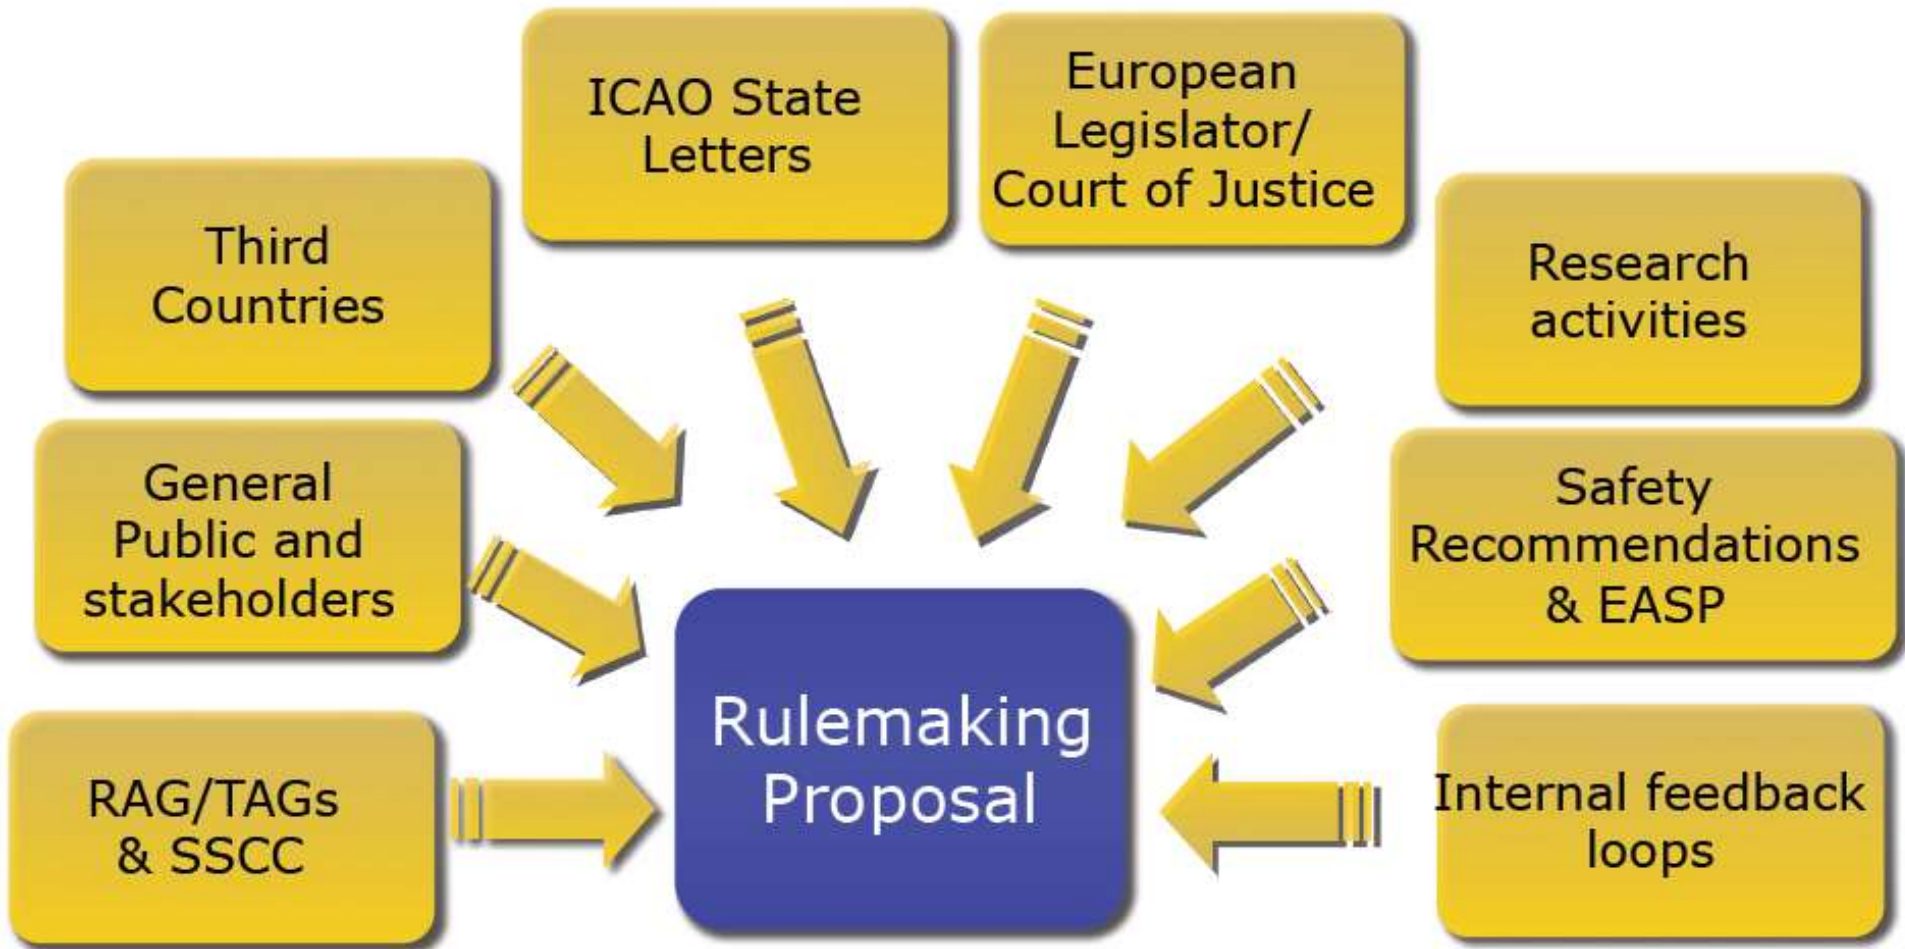 ICAO State
Letters
European
Legislator/
Court of Justice
Third
Countries
Research
activities
General
Public and
stakeholders
Safety
Recommendations
& EASP
RAG/TAGs
& SSCC
Rulemaking
Proposal
Internal feedback
loops